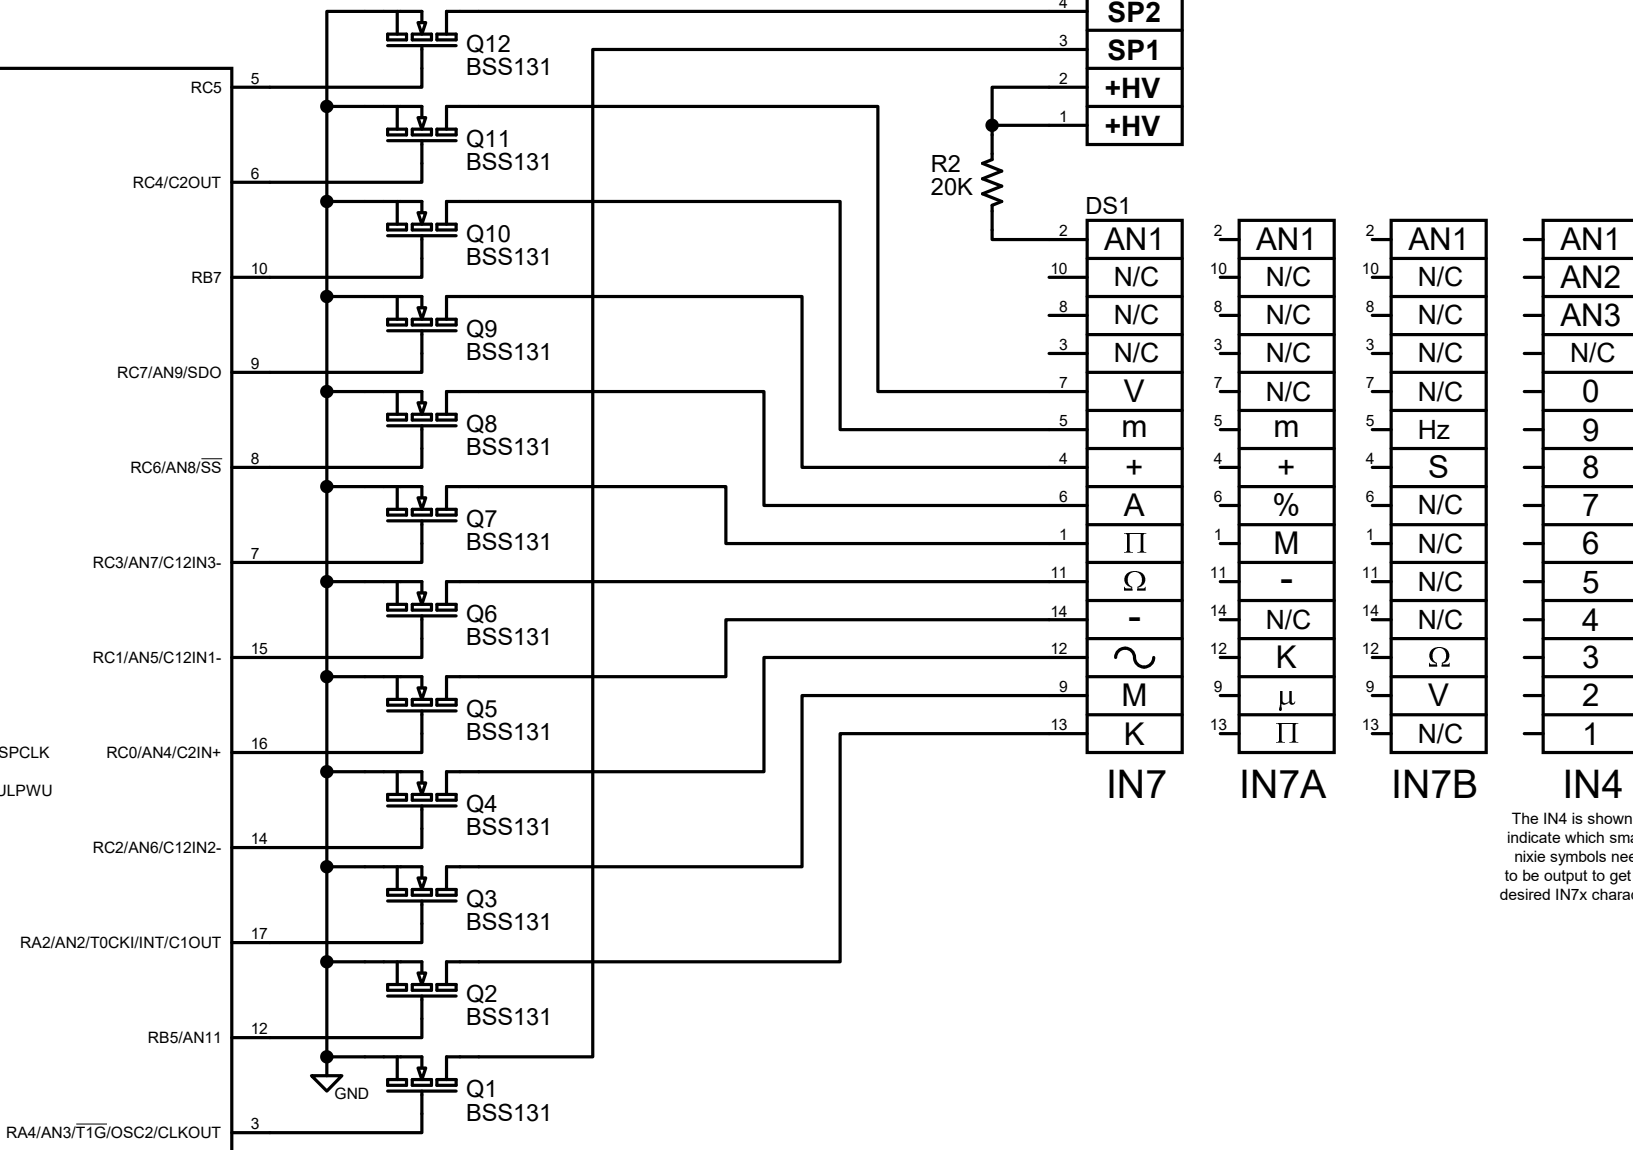 4 SP2
Q12
BSS131
3 SP1
RC5 5
2 +HV
1 +HV
Q11
BSS131
R2
20K
RC4/C2OUT 6
DS1
Q10
BSS131
2 AN1 2 AN1 2 AN1 AN1
RB7 10
10 N/C 10 N/C 10 N/C AN2
8 N/C 8 N/C 8 N/C AN3
Q9
BSS131
3 N/C 3 N/C 3 N/C N/C
RC7/AN9/SDO 9
7 V 7 N/C 7 N/C 0
Q8
BSS131
5 m 5 m 5 Hz 9
RC6/AN8/SS 8
4 + 4 + 4 S 8
6 A 6 % 6 N/C 7
Q7
BSS131
1 Π 1 M 1 N/C 6
RC3/AN7/C12IN3- 7
11 Ω 11 - 11 N/C 5
Q6
BSS131
14 - 14 N/C 14 N/C 4
RC1/AN5/C12IN1- 15
12 ∿ 12 K 12 Ω 3
9 M 9 μ 9 V 2
Q5
BSS131
13 K 13 Π 13 N/C 1
SPCLK RC0/AN4/C2IN+ 16
IN7 IN7A IN7B IN4
ULPWU
Q4
BSS131
The IN4 is shown
indicate which sma
nixie symbols nee
to be output to get
desired IN7x charac
RC2/AN6/C12IN2- 14
Q3
BSS131
RA2/AN2/T0CKI/INT/C1OUT 17
Q2
BSS131
RB5/AN11 12
GND
Q1
BSS131
RA4/AN3/T1G/OSC2/CLKOUT 3